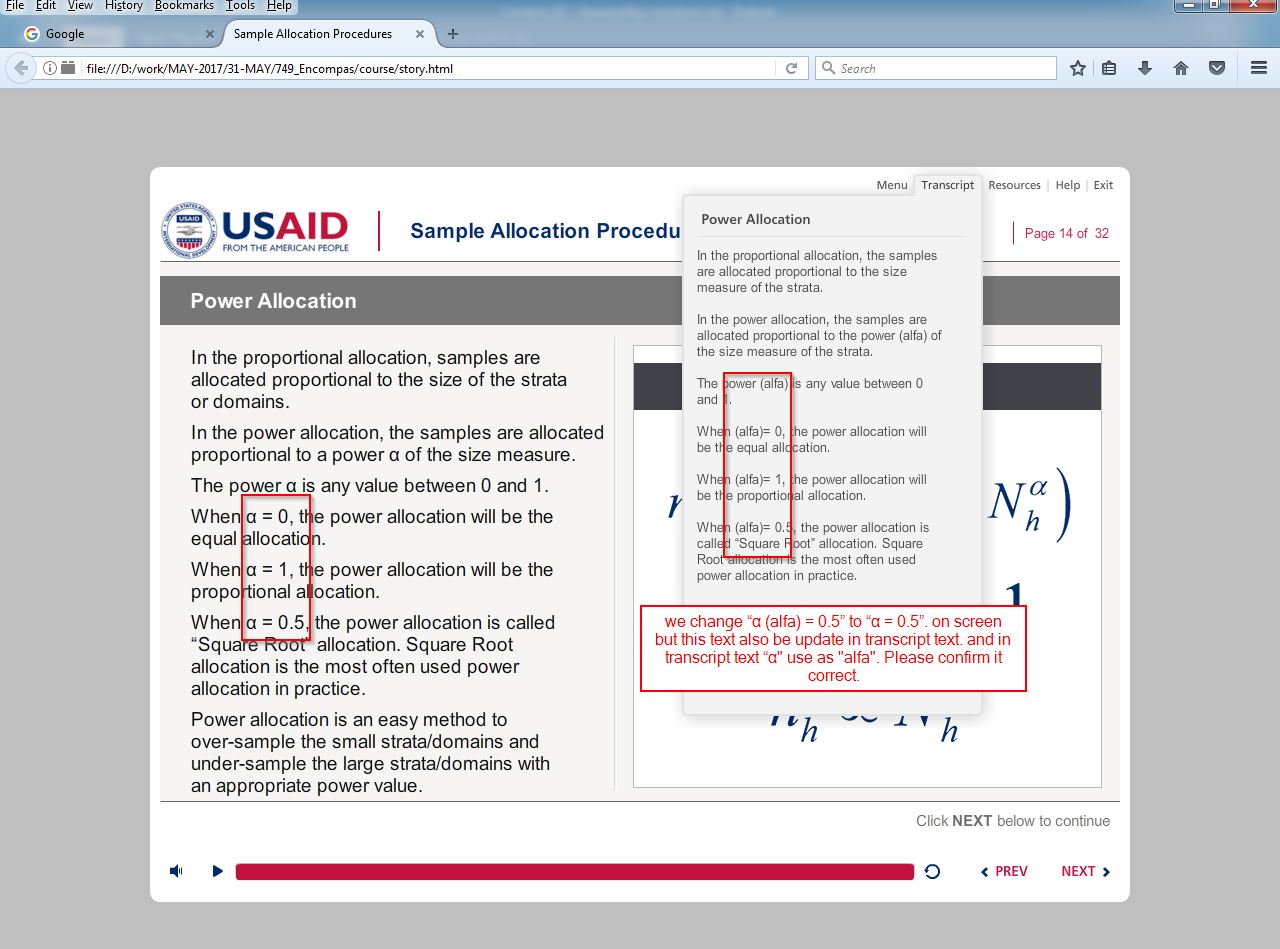 File Edit View History Bookmarks Tools Help
Google
Sample Allocation Procedures
file:///D:/work/MAY-2017/31-MAY/749_Encompas/course/story.html
Search
Menu Transcript Resources Help Exit
UNITED STATES AGENCY
USAID
INTERNATIONAL DEVELOPMENT
USAID
FROM THE AMERICAN PEOPLE
Sample Allocation Procedu
Page 14 of 32
Power Allocation
In the proportional allocation, samples are
allocated proportional to the size of the strata
or domains.
In the power allocation, the samples are allocated
proportional to a power α of the size measure.
The power α is any value between 0 and 1.
When α = 0, the power allocation will be the
equal allocation.
When α = 1, the power allocation will be the
proportional allocation.
When α = 0.5, the power allocation is called
“Square Root” allocation. Square Root
allocation is the most often used power
allocation in practice.
Power allocation is an easy method to
over-sample the small strata/domains and
under-sample the large strata/domains with
an appropriate power value.
Power Allocation
In the proportional allocation, the samples
are allocated proportional to the size
measure of the strata.
In the power allocation, the samples are
allocated proportional to the power (alfa) of
the size measure of the strata.
The power (alfa) is any value between 0
and 1.
When (alfa)= 0, the power allocation will
be the equal allocation.
When (alfa)= 1, the power allocation will
be the proportional allocation.
When (alfa)= 0.5, the power allocation is
called “Square Root” allocation. Square
Root allocation is the most often used
power allocation in practice.
N_h^α )
1
n_h ∝ N_h
we change “α (alfa) = 0.5” to “α = 0.5”. on screen
but this text also be update in transcript text. and in
transcript text “α" use as "alfa". Please confirm it
correct.
Click NEXT below to continue
PREV NEXT